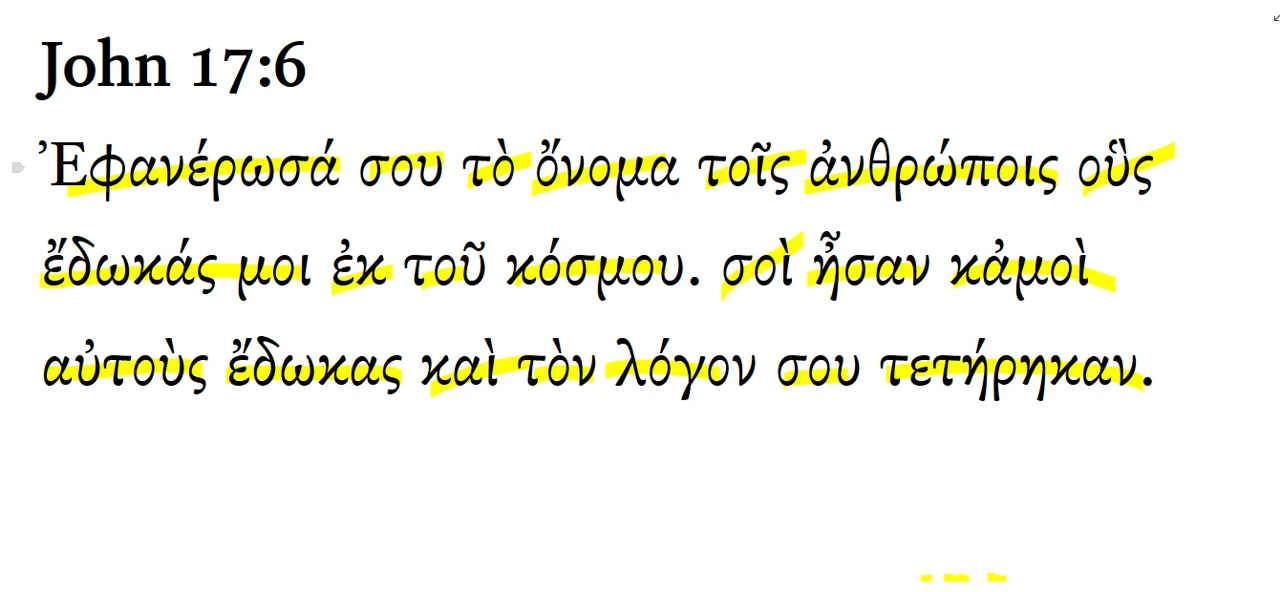 John 17:6
Ἐφανέρωσά σου τὸ ὄνομα τοῖς ἀνθρώποις οὓς
ἔδωκάς μοι ἐκ τοῦ κόσμου. σοὶ ἦσαν κἀμοὶ
αὐτοὺς ἔδωκας καὶ τὸν λόγον σου τετήρηκαν.